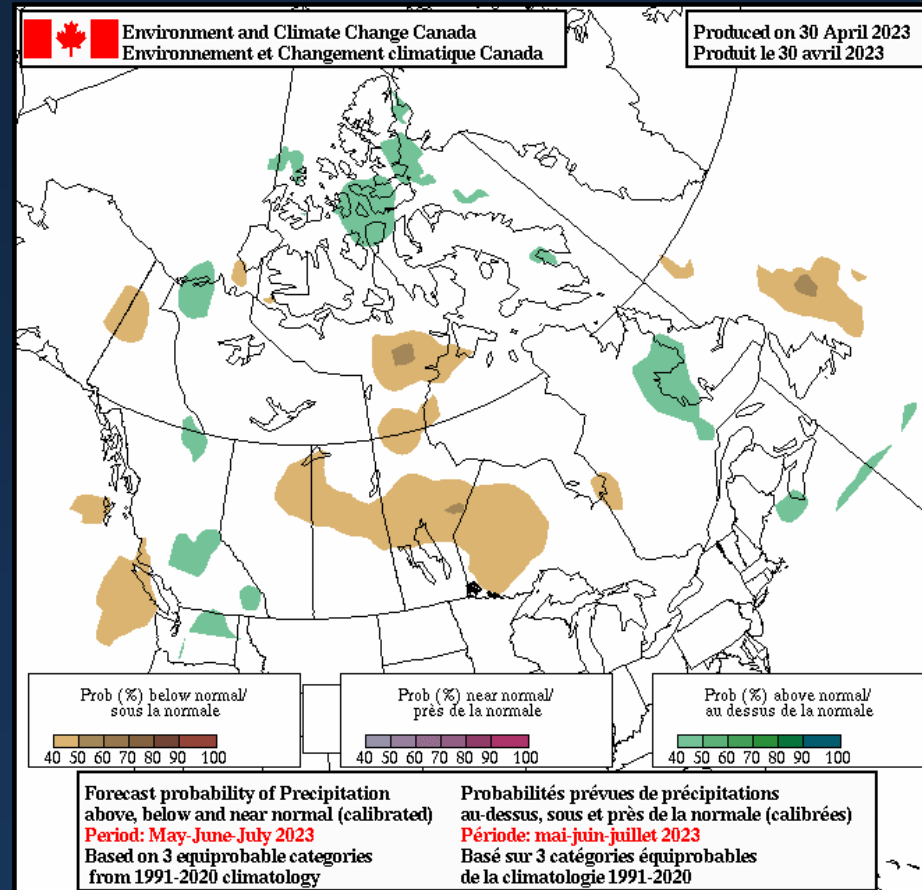 Environment and Climate Change Canada
Environnement et Changement climatique Canada
Produced on 30 April 2023
Produit le 30 avril 2023
Prob (%) below normal/
sous la normale
40 50 60 70 80 90 100
Prob (%) near normal/
près de la normale
40 50 60 70 80 90 100
Prob (%) above normal/
au dessus de la normale
40 50 60 70 80 90 100
Forecast probability of Precipitation
above, below and near normal (calibrated)
Period: May-June-July 2023
Based on 3 equiprobable categories
from 1991-2020 climatology
Probabilités prévues de précipitations
au-dessus, sous et près de la normale (calibrées)
Période: mai-juin-juillet 2023
Basé sur 3 catégories équiprobables
de la climatologie 1991-2020